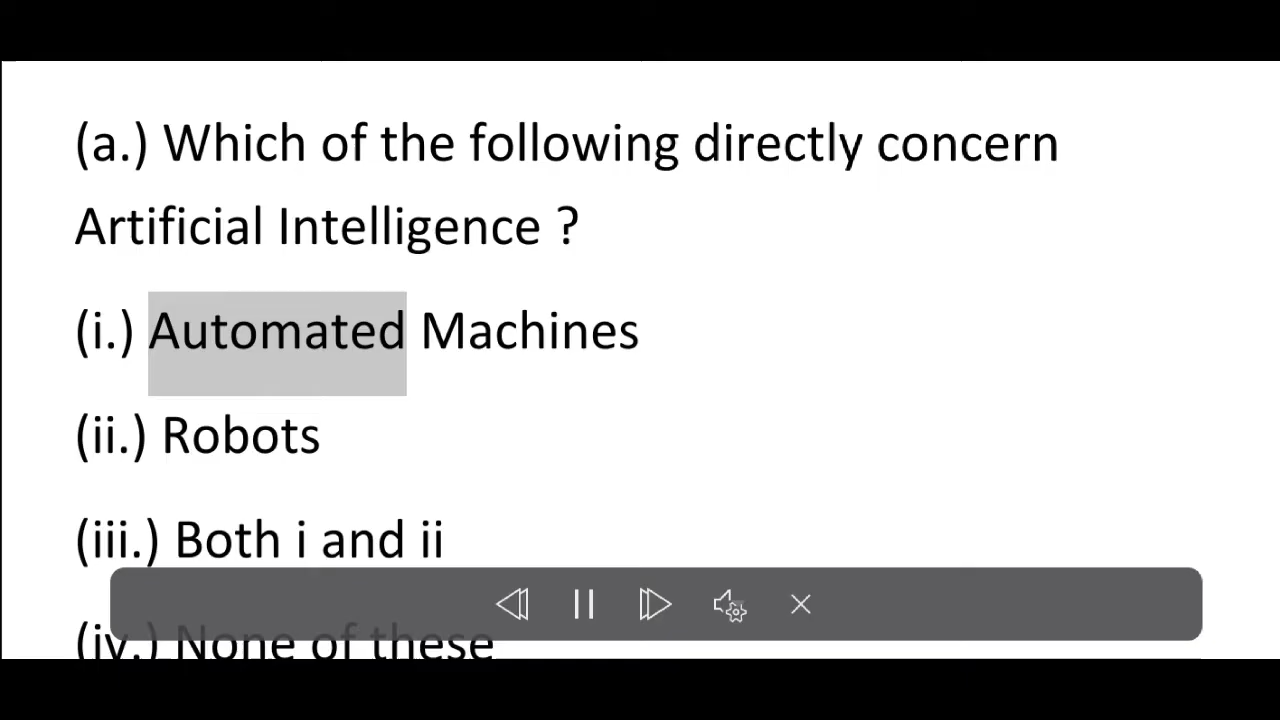 (a.) Which of the following directly concern
Artificial Intelligence ?
(i.) Automated Machines
(ii.) Robots
(iii.) Both i and ii
(iv.) None of these